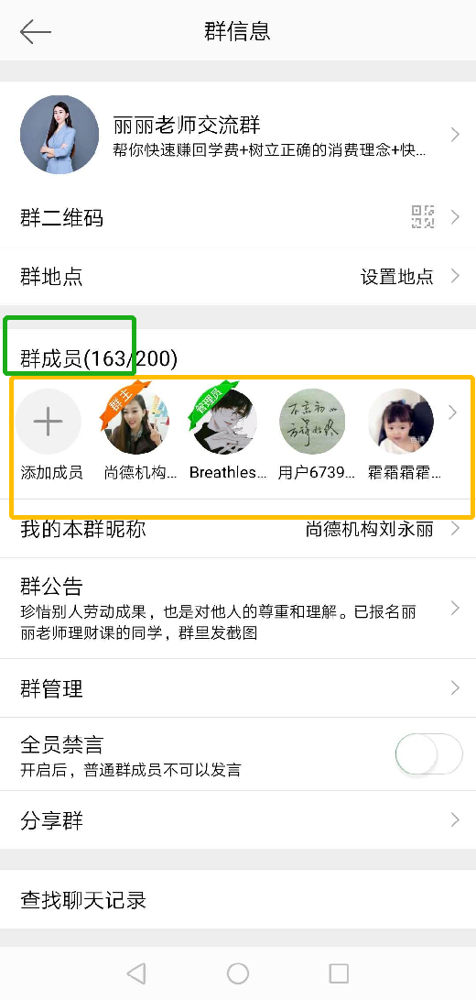 群信息
丽丽老师交流群
帮你快速赚回学费+树立正确的消费理念+快...
群二维码
群地点
设置地点
群成员(163/200)
群主
管理员
添加成员
尚德机构...
Breathles...
用户6739...
霜霜霜霜...
我的本群昵称
尚德机构刘永丽
群公告
珍惜别人劳动成果，也是对他人的尊重和理解。已报名丽
丽老师理财课的同学，群里发截图
群管理
全员禁言
开启后，普通群成员不可以发言
分享群
查找聊天记录